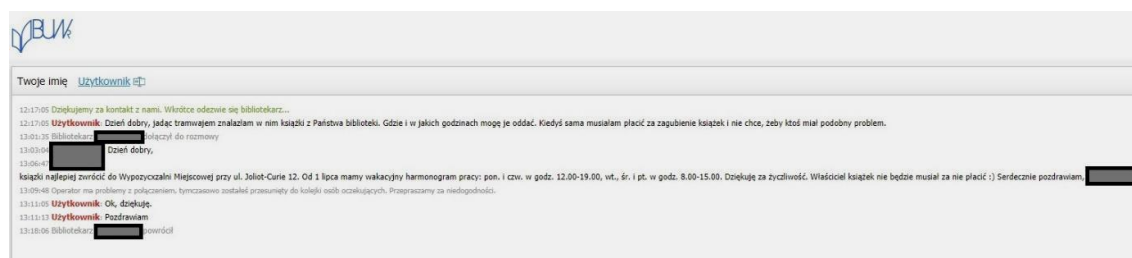 BUWr
Twoje imię Użytkownik
12:17:05 Dziękujemy za kontakt z nami. Wkrótce odezwie się bibliotekarz...
12:17:05 Użytkownik: Dzień dobry, jadąc tramwajem znalazłam w nim książki z Państwa biblioteki. Gdzie i w jakich godzinach mogę je oddać. Kiedyś sama musiałam płacić za zagubienie książek i nie chce, żeby ktoś miał podobny problem.
13:01:35 Bibliotekarz dołączył do rozmowy
13:03:04 Dzień dobry,
13:06:47
książki najlepiej zwrócić do Wypozycxzalni Miejscowej przy ul. Joliot-Curie 12. Od 1 lipca mamy wakacyjny harmonogram pracy: pon. i czw. w godz. 12.00-19.00, wt., śr. i pt. w godz. 8.00-15.00. Dziękuję za życzliwość. Właściciel książek nie będzie musiał za nie płacić :) Serdecznie pozdrawiam,
13:09:48 Operator ma problemy z połączeniem, tymczasowo zostałeś przesunięty do kolejki osób oczekujących. Przepraszamy za niedogodności.
13:11:05 Użytkownik: Ok, dziękuję.
13:11:13 Użytkownik: Pozdrawiam
13:18:06 Bibliotekarz powrócił